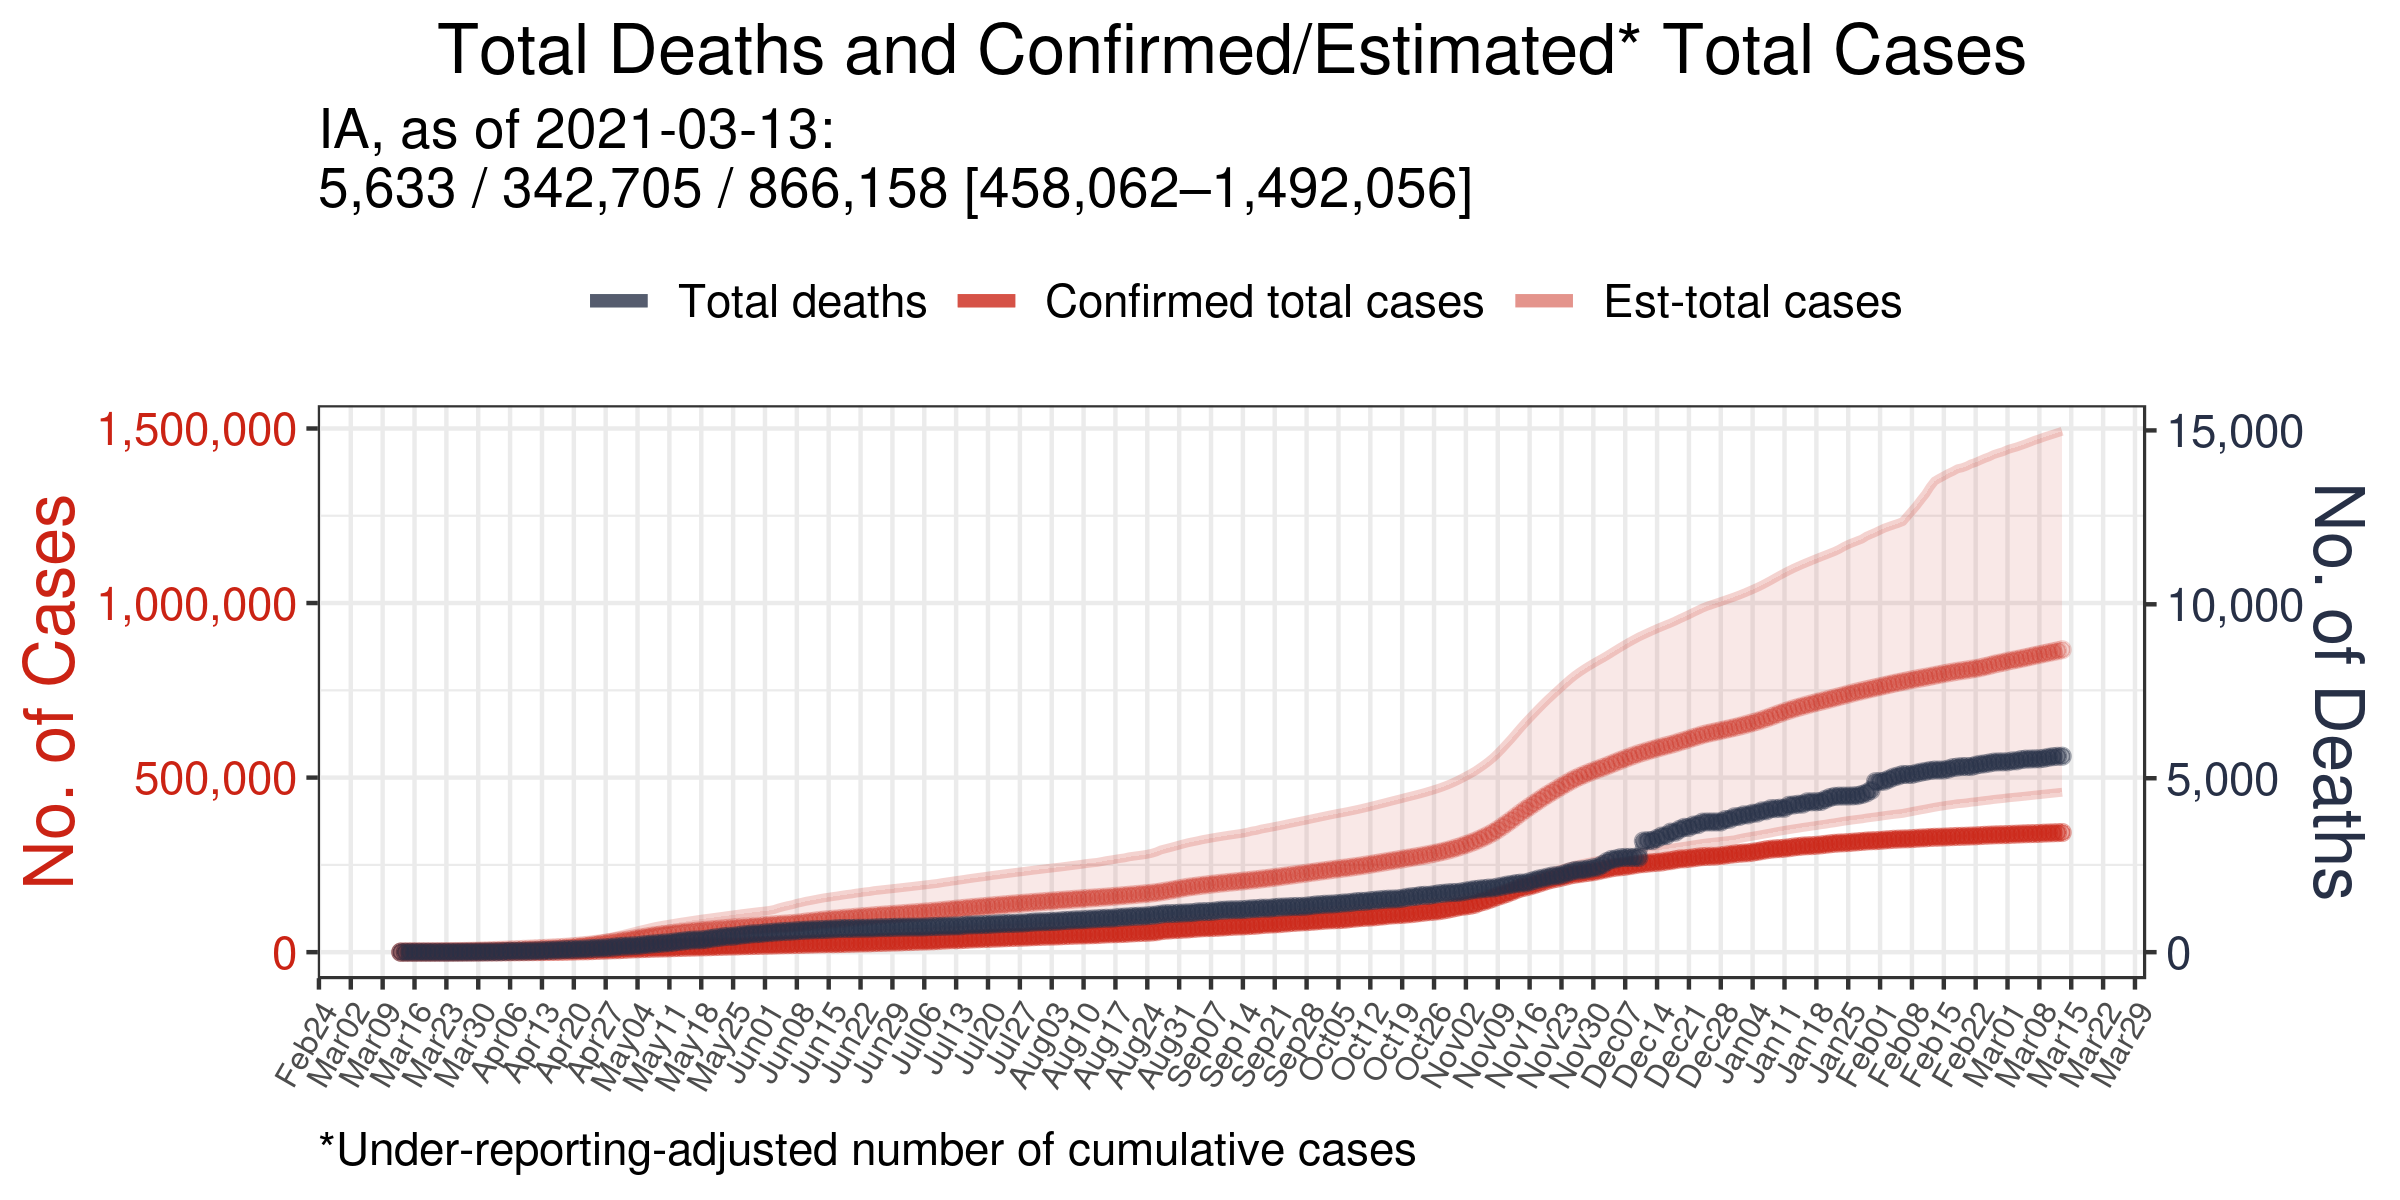 Total Deaths and Confirmed/Estimated* Total Cases
IA, as of 2021-03-13:
5,633 / 342,705 / 866,158 [458,062–1,492,056]
Total deaths
Confirmed total cases
Est-total cases
No. of Cases
1,500,000
1,000,000
500,000
0
15,000
10,000
5,000
0
No. of Deaths
Feb24
Mar02
Mar09
Mar16
Mar23
Mar30
Apr06
Apr13
Apr20
Apr27
May04
May11
May18
May25
Jun01
Jun08
Jun15
Jun22
Jun29
Jul06
Jul13
Jul20
Jul27
Aug03
Aug10
Aug17
Aug24
Aug31
Sep07
Sep14
Sep21
Sep28
Oct05
Oct12
Oct19
Oct26
Nov02
Nov09
Nov16
Nov23
Nov30
Dec07
Dec14
Dec21
Dec28
Jan04
Jan11
Jan18
Jan25
Feb01
Feb08
Feb15
Feb22
Mar01
Mar08
Mar15
Mar22
Mar29
*Under-reporting-adjusted number of cumulative cases